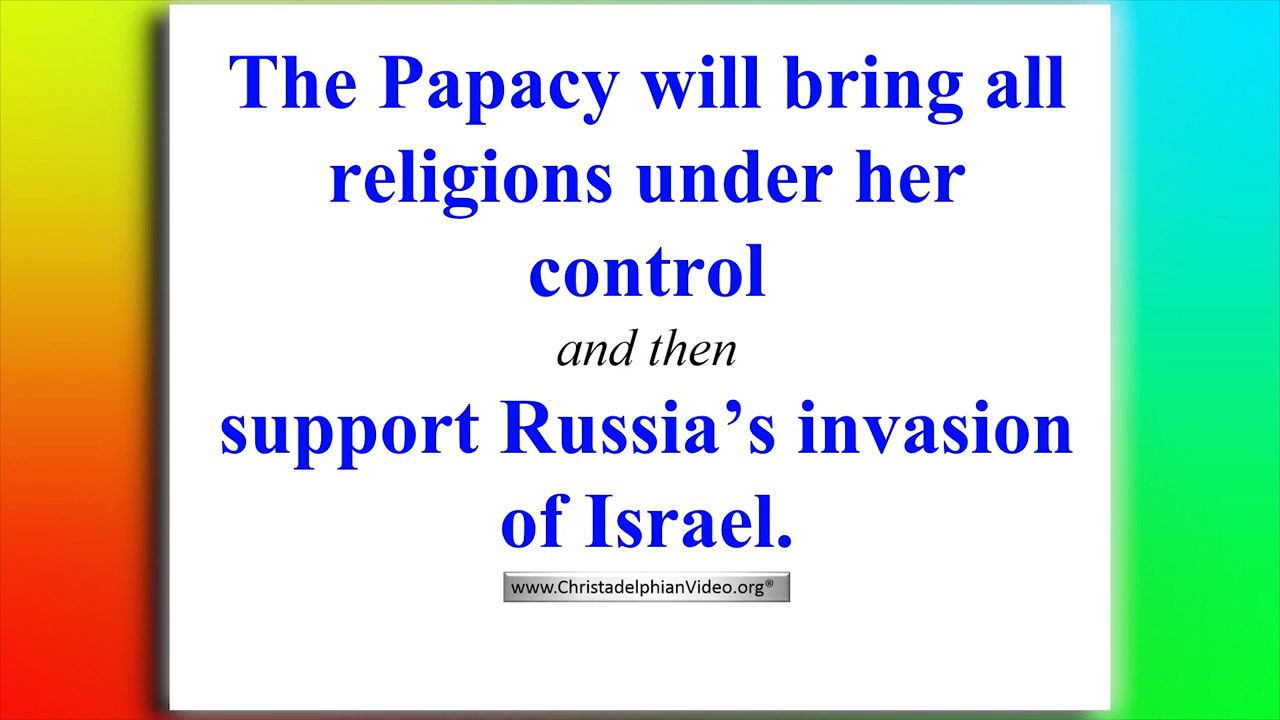 The Papacy will bring all
religions under her
control
and then
support Russia’s invasion
of Israel.
www.ChristadelphianVideo.org®